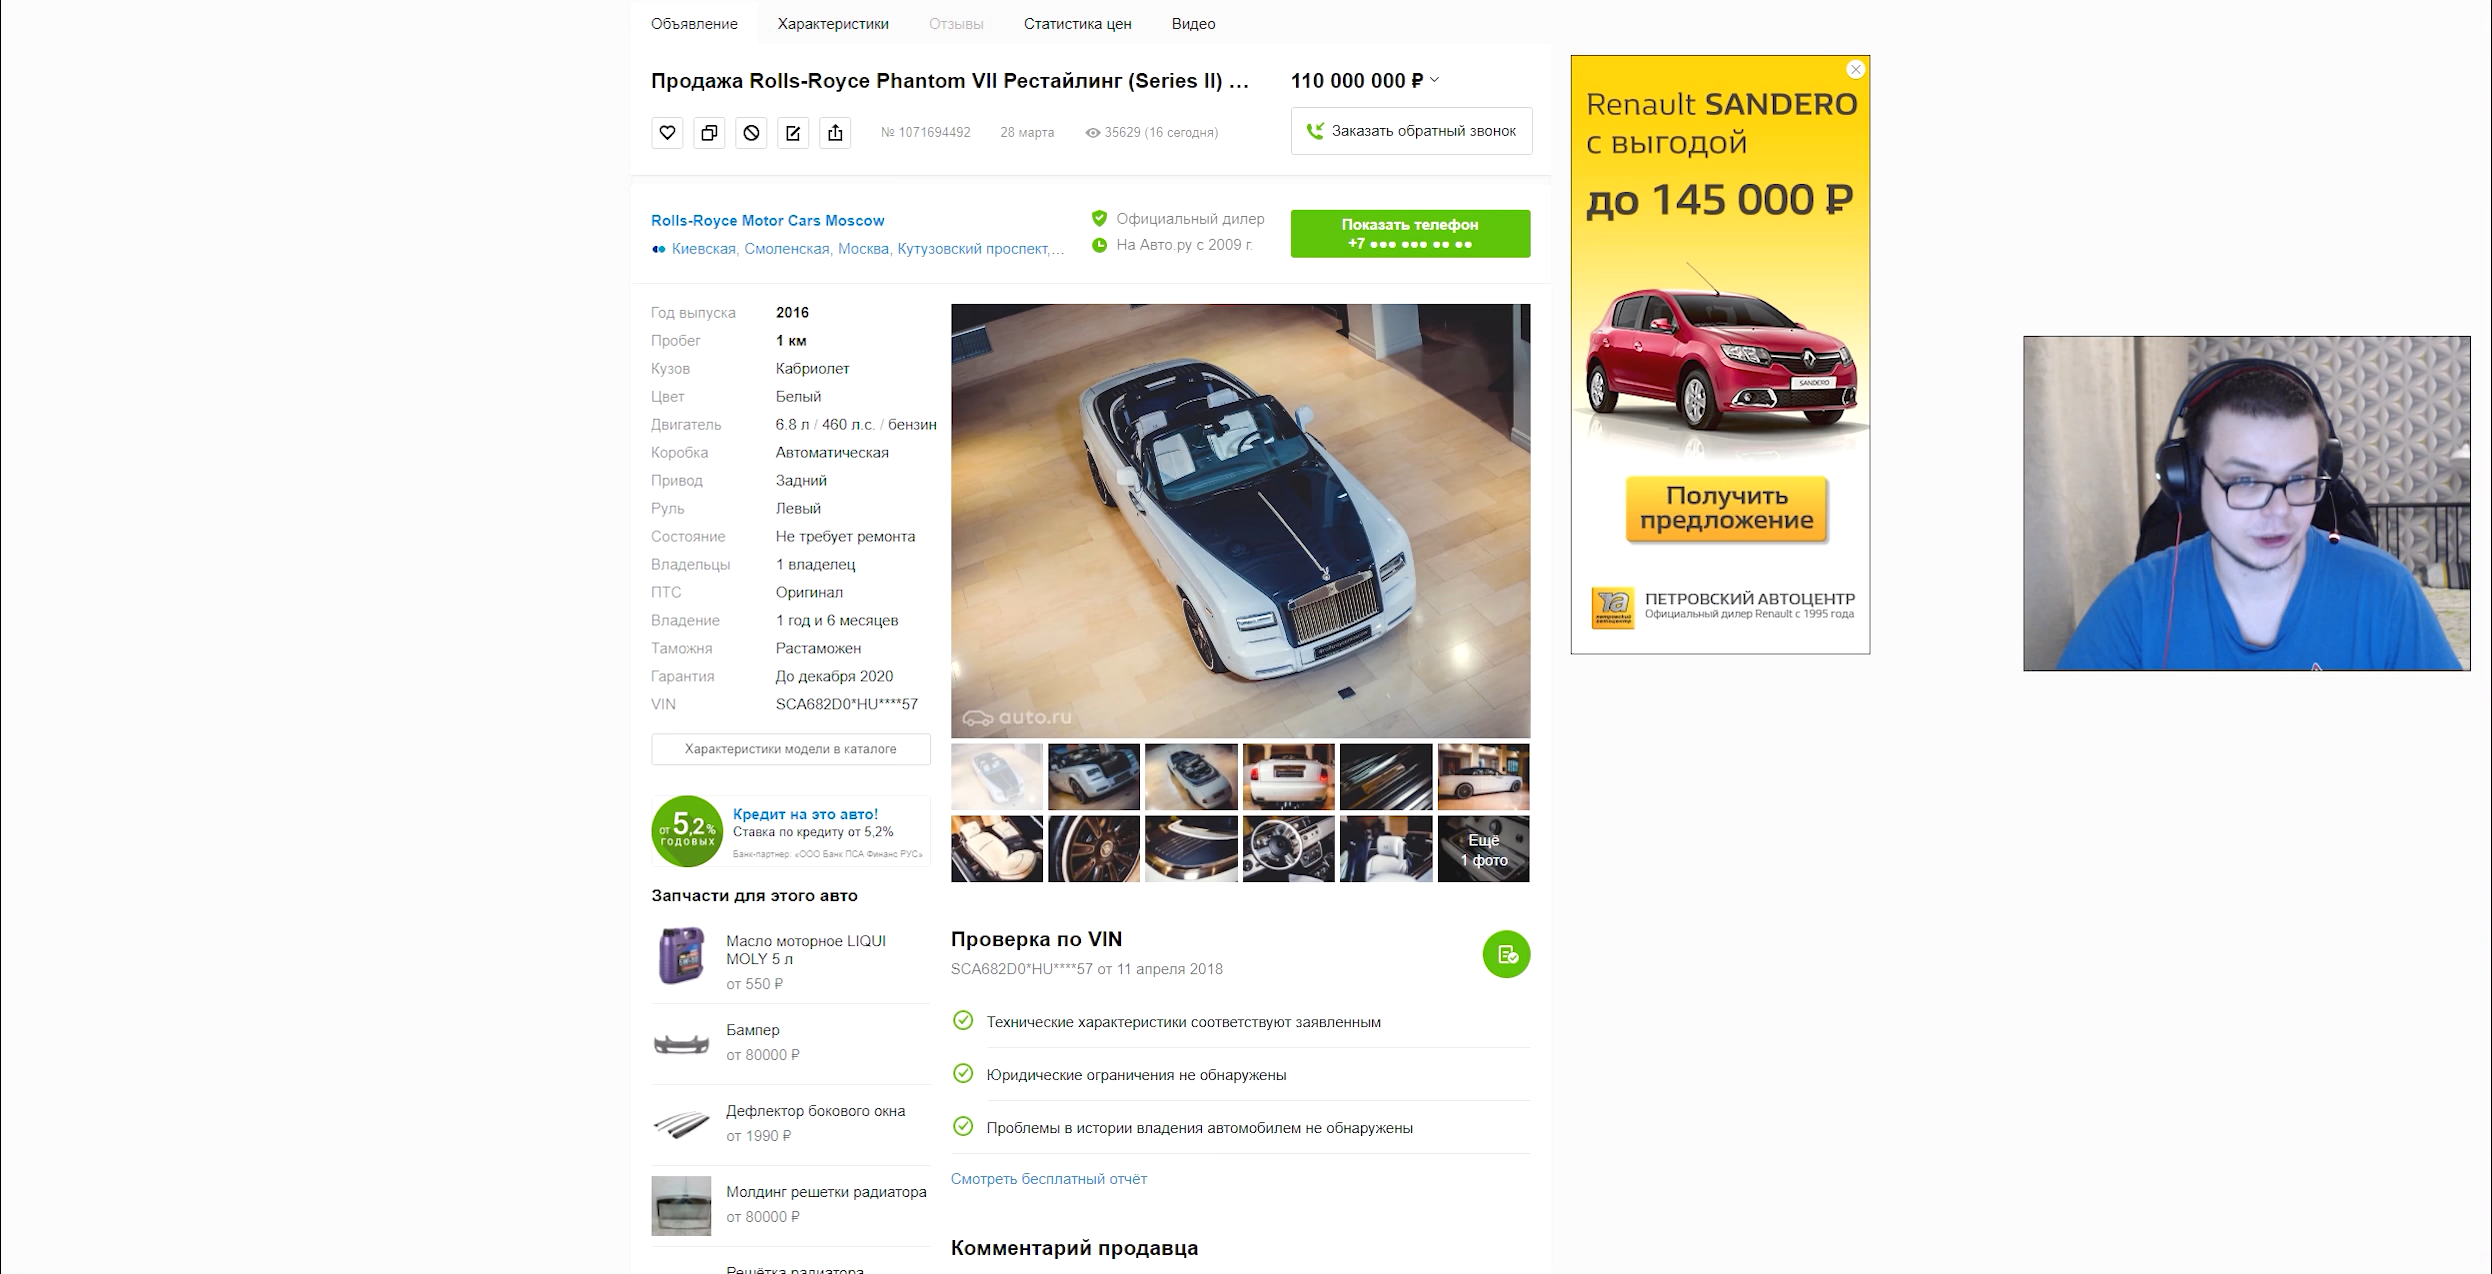 Объявление
Характеристики
Отзывы
Статистика цен
Видео
Продажа Rolls-Royce Phantom VII Рестайлинг (Series II) ...
110 000 000 ₽
№ 1071694492
28 марта
35629 (16 сегодня)
Заказать обратный звонок
Rolls-Royce Motor Cars Moscow
Киевская, Смоленская, Москва, Кутузовский проспект,...
Официальный дилер
На Авто.ру с 2009 г.
Показать телефон
+7 ●●● ●●● ●● ●●
Год выпуска 2016
Пробег 1 км
Кузов Кабриолет
Цвет Белый
Двигатель 6.8 л / 460 л.с. / бензин
Коробка Автоматическая
Привод Задний
Руль Левый
Состояние Не требует ремонта
Владельцы 1 владелец
ПТС Оригинал
Владение 1 год и 6 месяцев
Таможня Растаможен
Гарантия До декабря 2020
VIN SCA682D0*HU****57
Характеристики модели в каталоге
от 5,2%
годовых
Кредит на это авто!
Ставка по кредиту от 5,2%
Банк-партнер: «ООО Банк ПСА Финанс РУС»
Запчасти для этого авто
Масло моторное LIQUI
MOLY 5 л
от 550 ₽
Бампер
от 80000 ₽
Дефлектор бокового окна
от 1990 ₽
Молдинг решетки радиатора
от 80000 ₽
Решётка радиатора
auto.ru
Ещё
1 фото
Проверка по VIN
SCA682D0*HU****57 от 11 апреля 2018
Технические характеристики соответствуют заявленным
Юридические ограничения не обнаружены
Проблемы в истории владения автомобилем не обнаружены
Смотреть бесплатный отчёт
Комментарий продавца
Renault SANDERO
с выгодой
до 145 000 ₽
SANDERO
Получить
предложение
ПЕТРОВСКИЙ АВТОЦЕНТР
Официальный дилер Renault с 1995 года